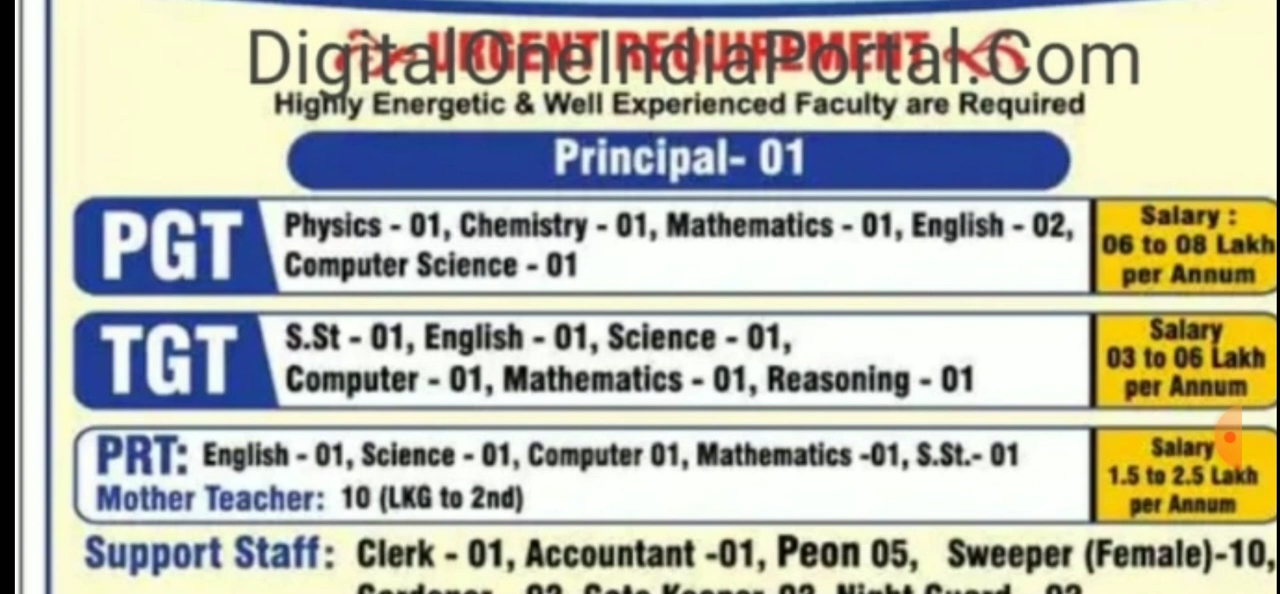 DigitalOneIndiaPortal.Com
URGENT REQUIREMENT
Highly Energetic & Well Experienced Faculty are Required
Principal- 01
PGT
Physics - 01, Chemistry - 01, Mathematics - 01, English - 02,
Computer Science - 01
Salary :
06 to 08 Lakh
per Annum
TGT
S.St - 01, English - 01, Science - 01,
Computer - 01, Mathematics - 01, Reasoning - 01
Salary
03 to 06 Lakh
per Annum
PRT: English - 01, Science - 01, Computer 01, Mathematics -01, S.St.- 01
Mother Teacher: 10 (LKG to 2nd)
Salary
1.5 to 2.5 Lakh
per Annum
Support Staff: Clerk - 01, Accountant -01, Peon 05, Sweeper (Female)-10,